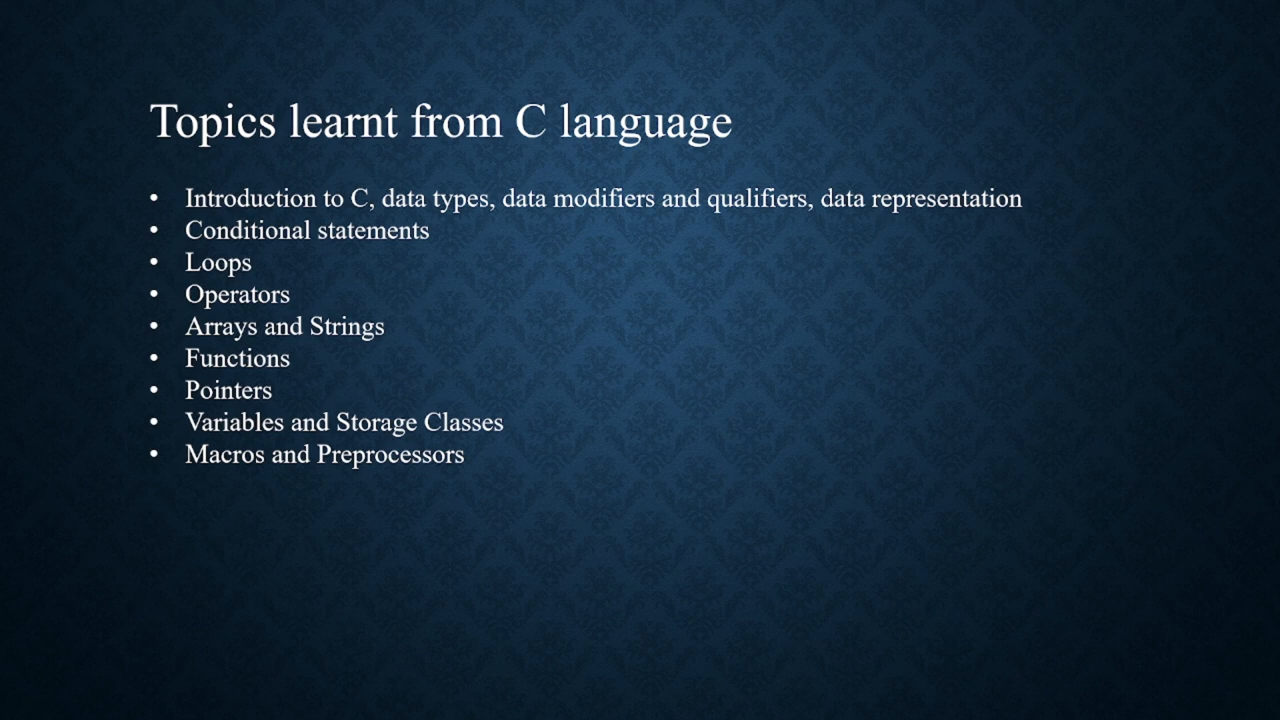 Topics learnt from C language
• Introduction to C, data types, data modifiers and qualifiers, data representation
• Conditional statements
• Loops
• Operators
• Arrays and Strings
• Functions
• Pointers
• Variables and Storage Classes
• Macros and Preprocessors